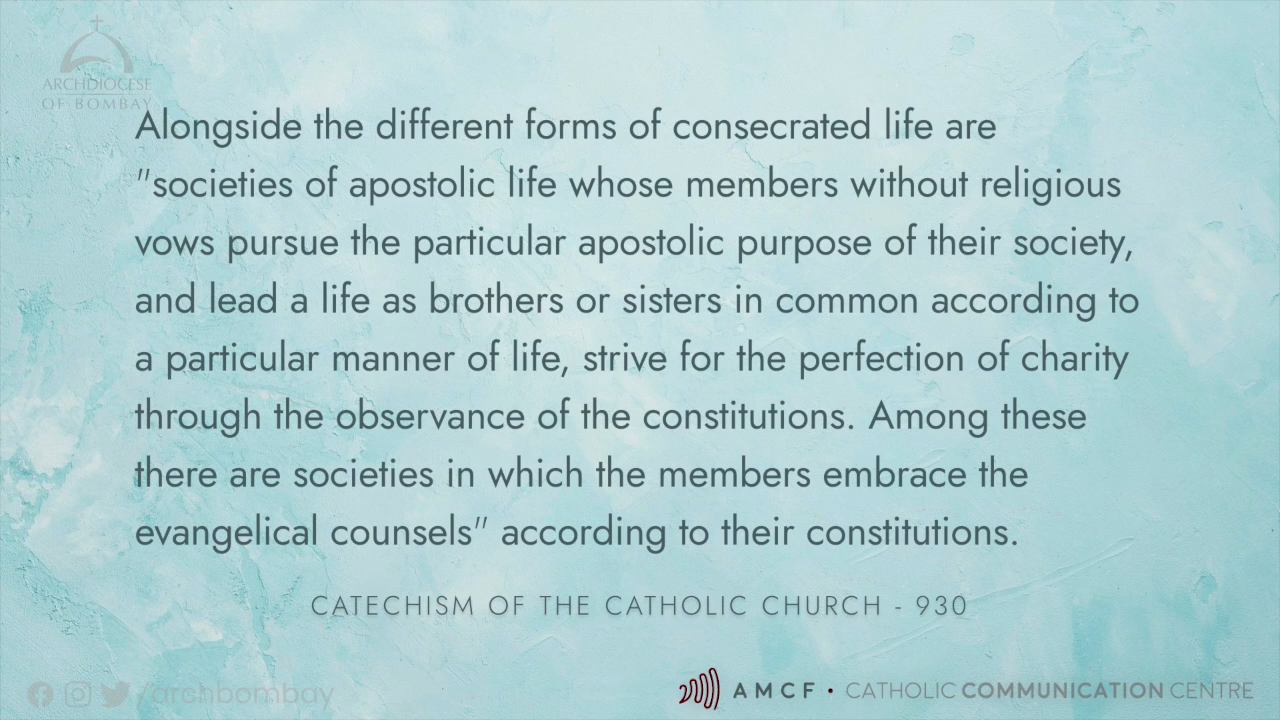 ARCHDIOCESE
OF BOMBAY
Alongside the different forms of consecrated life are
"societies of apostolic life whose members without religious
vows pursue the particular apostolic purpose of their society,
and lead a life as brothers or sisters in common according to
a particular manner of life, strive for the perfection of charity
through the observance of the constitutions. Among these
there are societies in which the members embrace the
evangelical counsels" according to their constitutions.
CATECHISM OF THE CATHOLIC CHURCH - 930
/archbombay
AMCF • CATHOLIC COMMUNICATION CENTRE